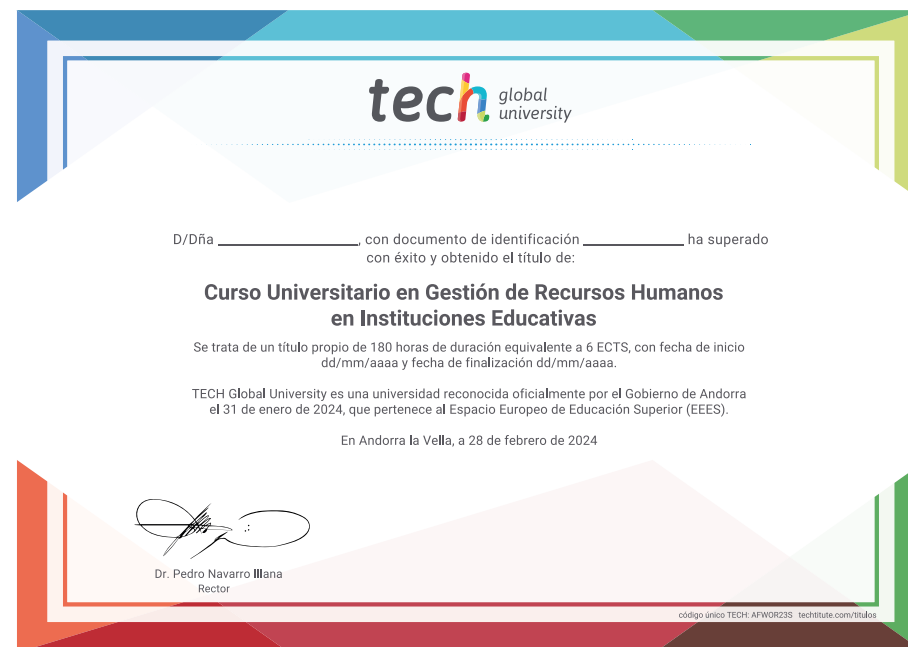 tech global university
D/Dña , con documento de identificación ha superado
con éxito y obtenido el título de:
Curso Universitario en Gestión de Recursos Humanos
en Instituciones Educativas
Se trata de un título propio de 180 horas de duración equivalente a 6 ECTS, con fecha de inicio
dd/mm/aaaa y fecha de finalización dd/mm/aaaa.
TECH Global University es una universidad reconocida oficialmente por el Gobierno de Andorra
el 31 de enero de 2024, que pertenece al Espacio Europeo de Educación Superior (EEES).
En Andorra la Vella, a 28 de febrero de 2024
Dr. Pedro Navarro Illana
Rector
código único TECH: AFWOR23S techtitute.com/titulos